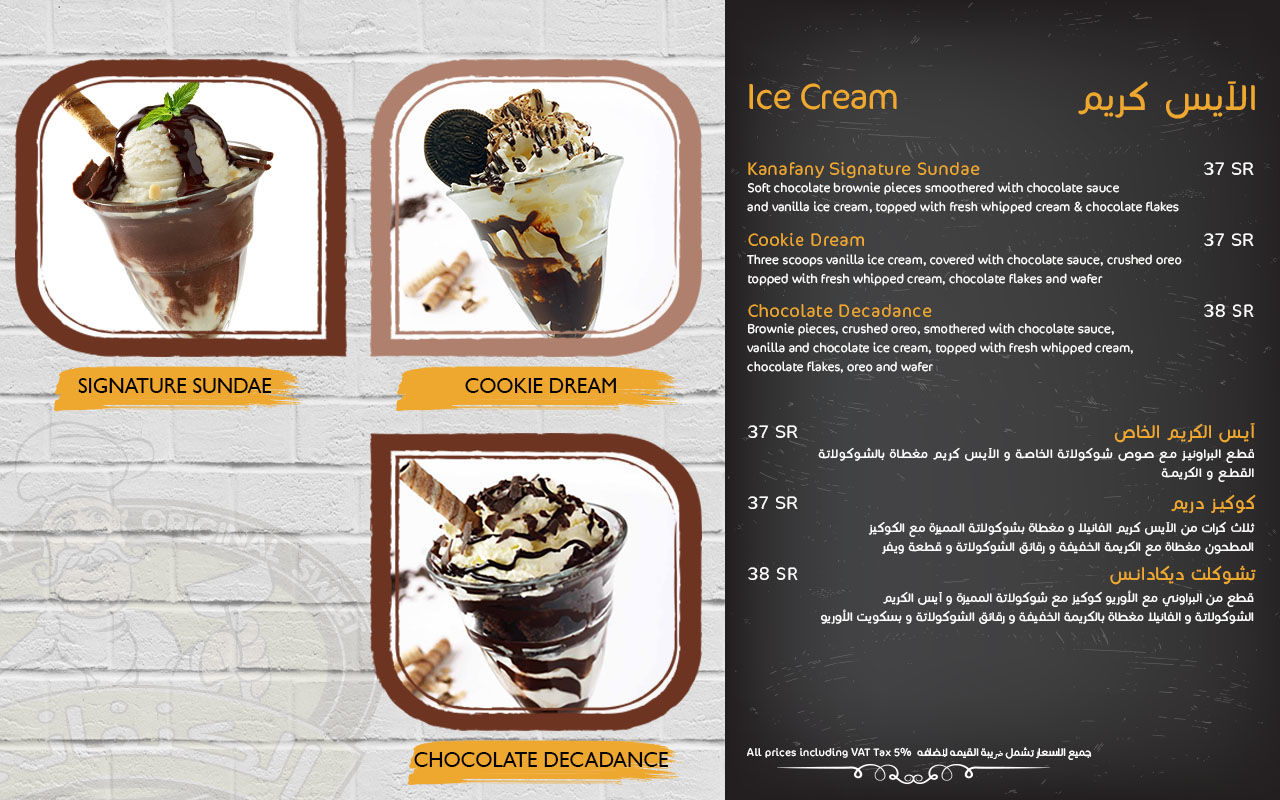 SIGNATURE SUNDAE
COOKIE DREAM
CHOCOLATE DECADANCE
ORIGINAL SWEET
Ice Cream
الآيس كريم
Kanafany Signature Sundae 37 SR
Soft chocolate brownie pieces smoothered with chocolate sauce
and vanilla ice cream, topped with fresh whipped cream & chocolate flakes
Cookie Dream 37 SR
Three scoops vanilla ice cream, covered with chocolate sauce, crushed oreo
topped with fresh whipped cream, chocolate flakes and wafer
Chocolate Decadance 38 SR
Brownie pieces, crushed oreo, smothered with chocolate sauce,
vanilla and chocolate ice cream, topped with fresh whipped cream,
chocolate flakes, oreo and wafer
آيس الكريم الخاص 37 SR
قطع البراونيز مع صوص شوكولاتة الخاصة و الآيس كريم مغطاة بالشوكولاتة
القطع و الكريمة
كوكيز دريم 37 SR
ثلاث كرات من الآيس كريم الفانيلا و مغطاة بشوكولاتة المميزة مع الكوكيز
المطحون مغطاة مع الكريمة الخفيفة و رقائق الشوكولاتة و قطعة ويفر
تشوكلت ديكادانس 38 SR
قطع من البراوني مع الأوريو كوكيز مع شوكولاتة المميزة و آيس الكريم
الشوكولاتة و الفانيلا مغطاة بالكريمة الخفيفة و رقائق الشوكولاتة و بسكويت الأوريو
All prices including VAT Tax 5% جميع الاسعار تشمل ضريبة القيمه لاضافه